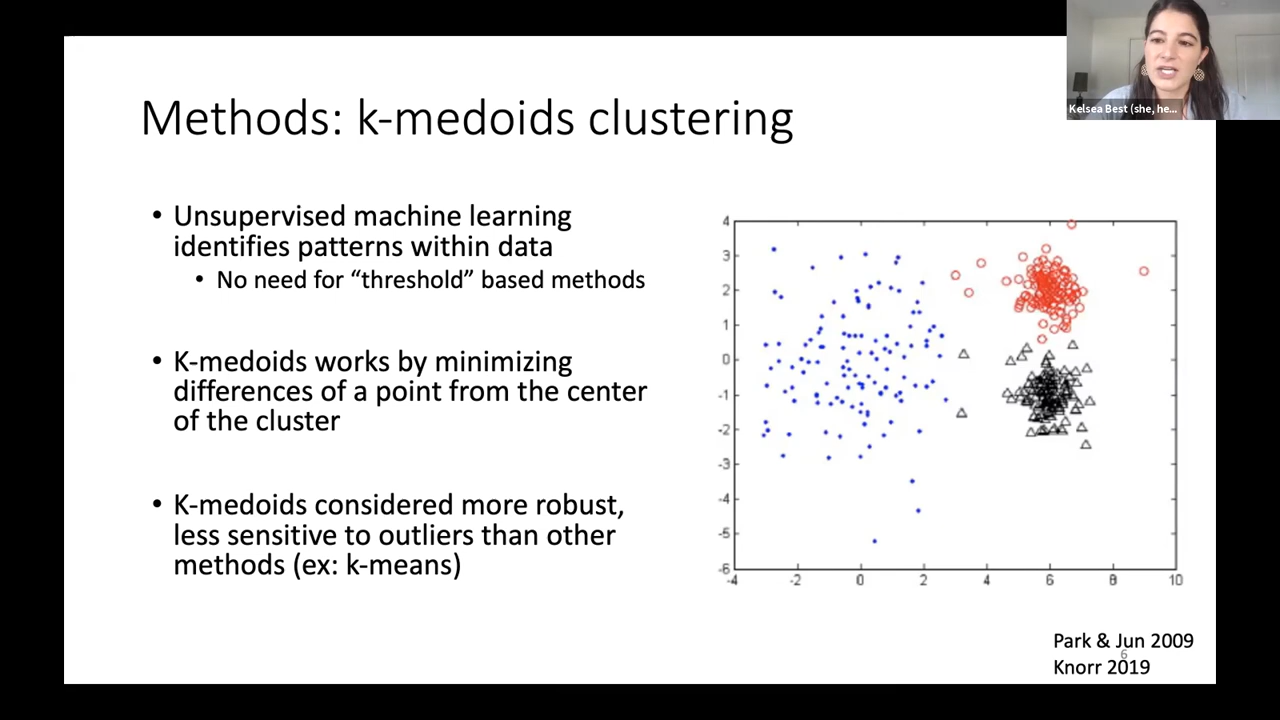 Kelsea Best (she, he...
Methods: k-medoids clustering
• Unsupervised machine learning
identifies patterns within data
• No need for “threshold” based methods
• K-medoids works by minimizing
differences of a point from the center
of the cluster
• K-medoids considered more robust,
less sensitive to outliers than other
methods (ex: k-means)
4
3
2
1
0
-1
-2
-3
-4
-5
-6
-4 -2 0 2 4 6 8 10
Park & Jun 2009
6
Knorr 2019